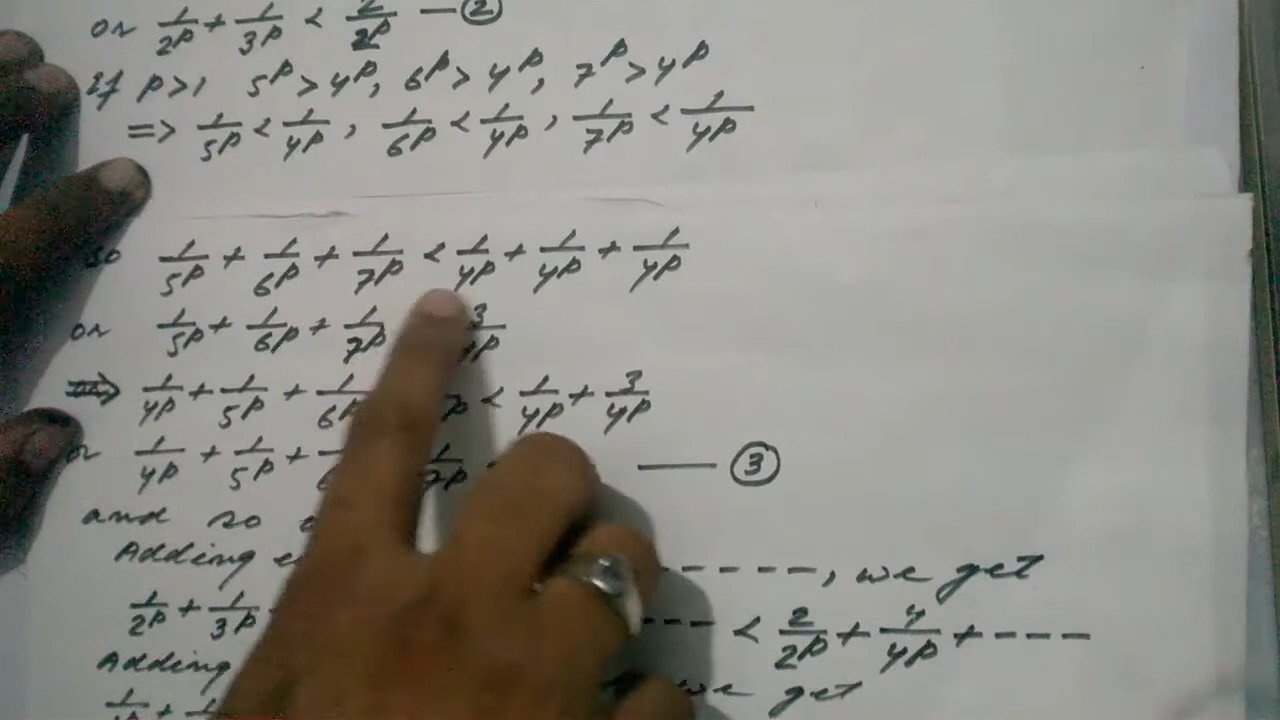 or 1/2^p + 1/3^p < 2/2^p — ②
If p>1 5^p > 4^p, 6^p > 4^p, 7^p > 4^p
=> 1/5^p < 1/4^p, 1/6^p < 1/4^p, 1/7^p < 1/4^p
so 1/5^p + 1/6^p + 1/7^p < 1/4^p + 1/4^p + 1/4^p
or 1/5^p + 1/6^p + 1/7^p 3/4^p
=> 1/4^p + 1/5^p + 1/6^p 7^p < 1/4^p + 3/4^p
or 1/4^p + 1/5^p + 1/7^p — ③
and so
Adding -----, we get
1/2^p + 1/3^p --- < 2/2^p + 4/4^p + ---
Adding we get